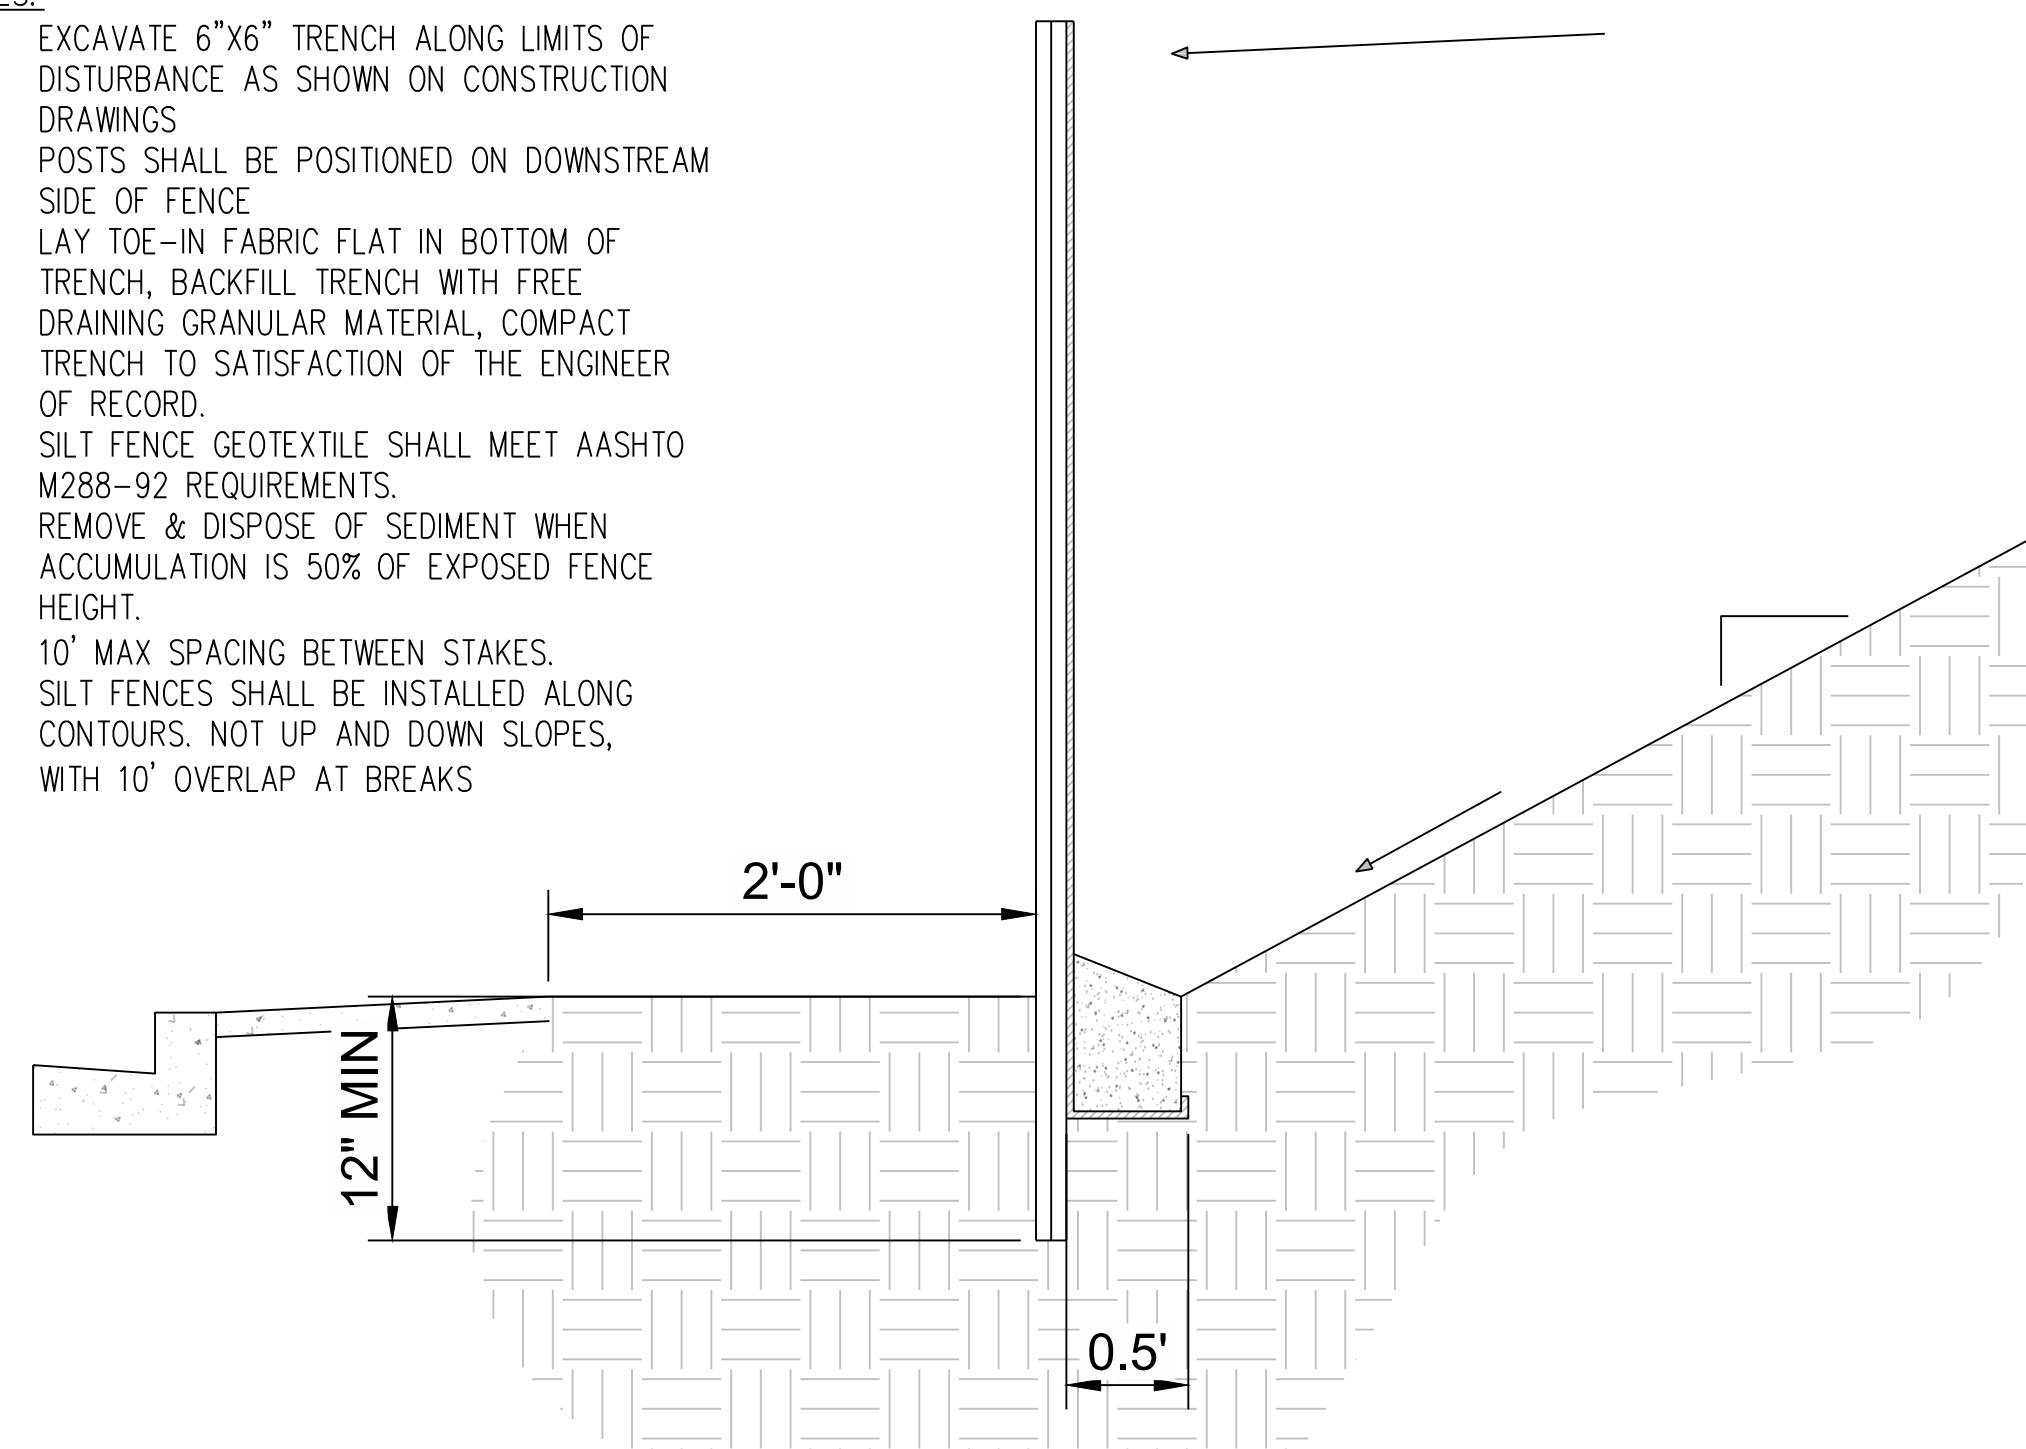 EXCAVATE 6"X6" TRENCH ALONG LIMITS OF
DISTURBANCE AS SHOWN ON CONSTRUCTION
DRAWINGS
POSTS SHALL BE POSITIONED ON DOWNSTREAM
SIDE OF FENCE
LAY TOE-IN FABRIC FLAT IN BOTTOM OF
TRENCH, BACKFILL TRENCH WITH FREE
DRAINING GRANULAR MATERIAL, COMPACT
TRENCH TO SATISFACTION OF THE ENGINEER
OF RECORD.
SILT FENCE GEOTEXTILE SHALL MEET AASHTO
M288-92 REQUIREMENTS.
REMOVE & DISPOSE OF SEDIMENT WHEN
ACCUMULATION IS 50% OF EXPOSED FENCE
HEIGHT.
10' MAX SPACING BETWEEN STAKES.
SILT FENCES SHALL BE INSTALLED ALONG
CONTOURS. NOT UP AND DOWN SLOPES,
WITH 10' OVERLAP AT BREAKS
2'-0"
12" MIN
0.5'